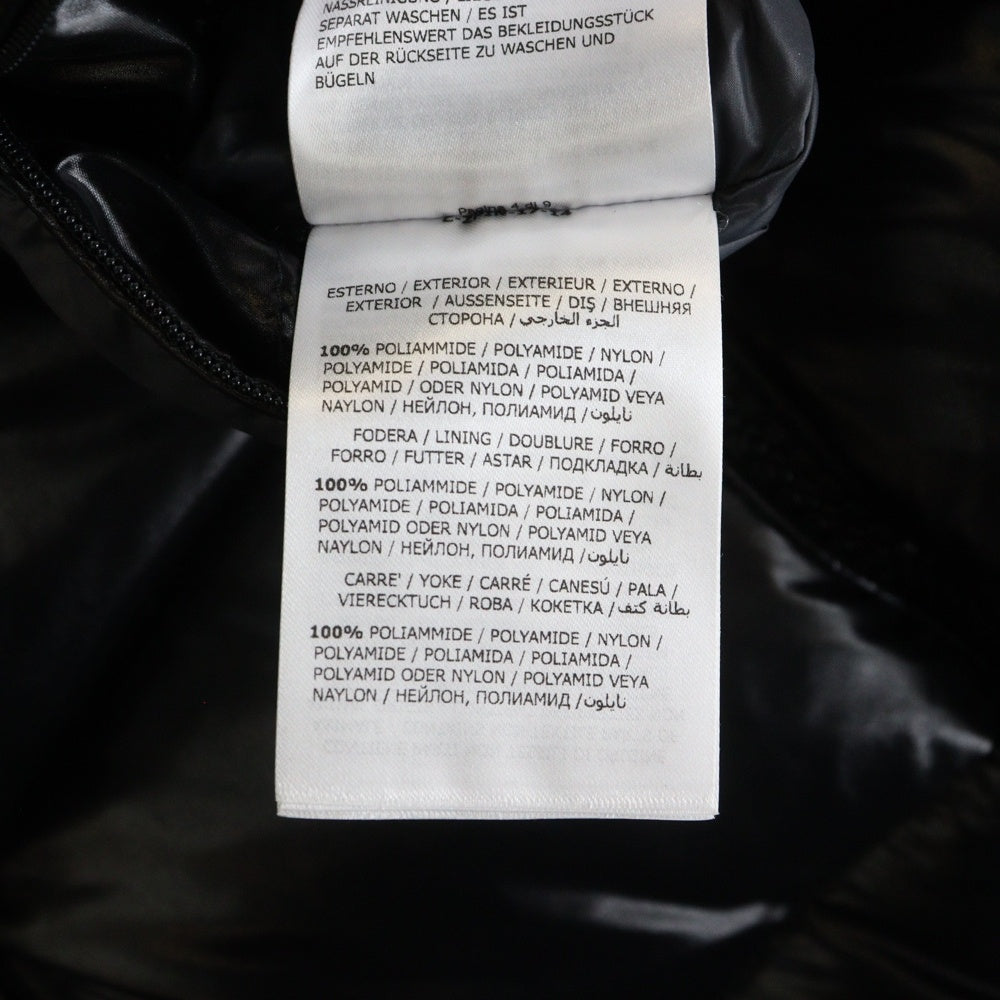 SEPARAT WASCHEN / ES IST
EMPFEHLENSWERT DAS BEKLEIDUNGSSTÜCK
AUF DER RÜCKSEITE ZU WASCHEN UND
BÜGELN
ESTERNO / EXTERIOR / EXTERIEUR / EXTERNO /
EXTERIOR / AUSSENSEITE / DIŞ / ВНЕШНЯЯ
СТОРОНА / الجزء الخارجي
100% POLIAMMIDE / POLYAMIDE / NYLON /
POLYAMIDE / POLIAMIDA / POLIAMIDA /
POLYAMID / ODER NYLON / POLYAMID VEYA
NAYLON / НЕЙЛОН, ПОЛИАМИД / نايلون
FODERA / LINING / DOUBLURE / FORRO /
FORRO / FUTTER / ASTAR / ПОДКЛАДКА / بطانة
100% POLIAMMIDE / POLYAMIDE / NYLON /
POLYAMIDE / POLIAMIDA / POLIAMIDA /
POLYAMID ODER NYLON / POLYAMID VEYA
NAYLON / НЕЙЛОН, ПОЛИАМИД / نايلون
CARRE' / YOKE / CARRÉ / CANESÚ / PALA /
VIERECKTUCH / ROBA / КОКЕТКА / بطانة كتف
100% POLIAMMIDE / POLYAMIDE / NYLON /
POLYAMIDE / POLIAMIDA / POLIAMIDA /
POLYAMID ODER NYLON / POLYAMID VEYA
NAYLON / НЕЙЛОН, ПОЛИАМИД / نايلون